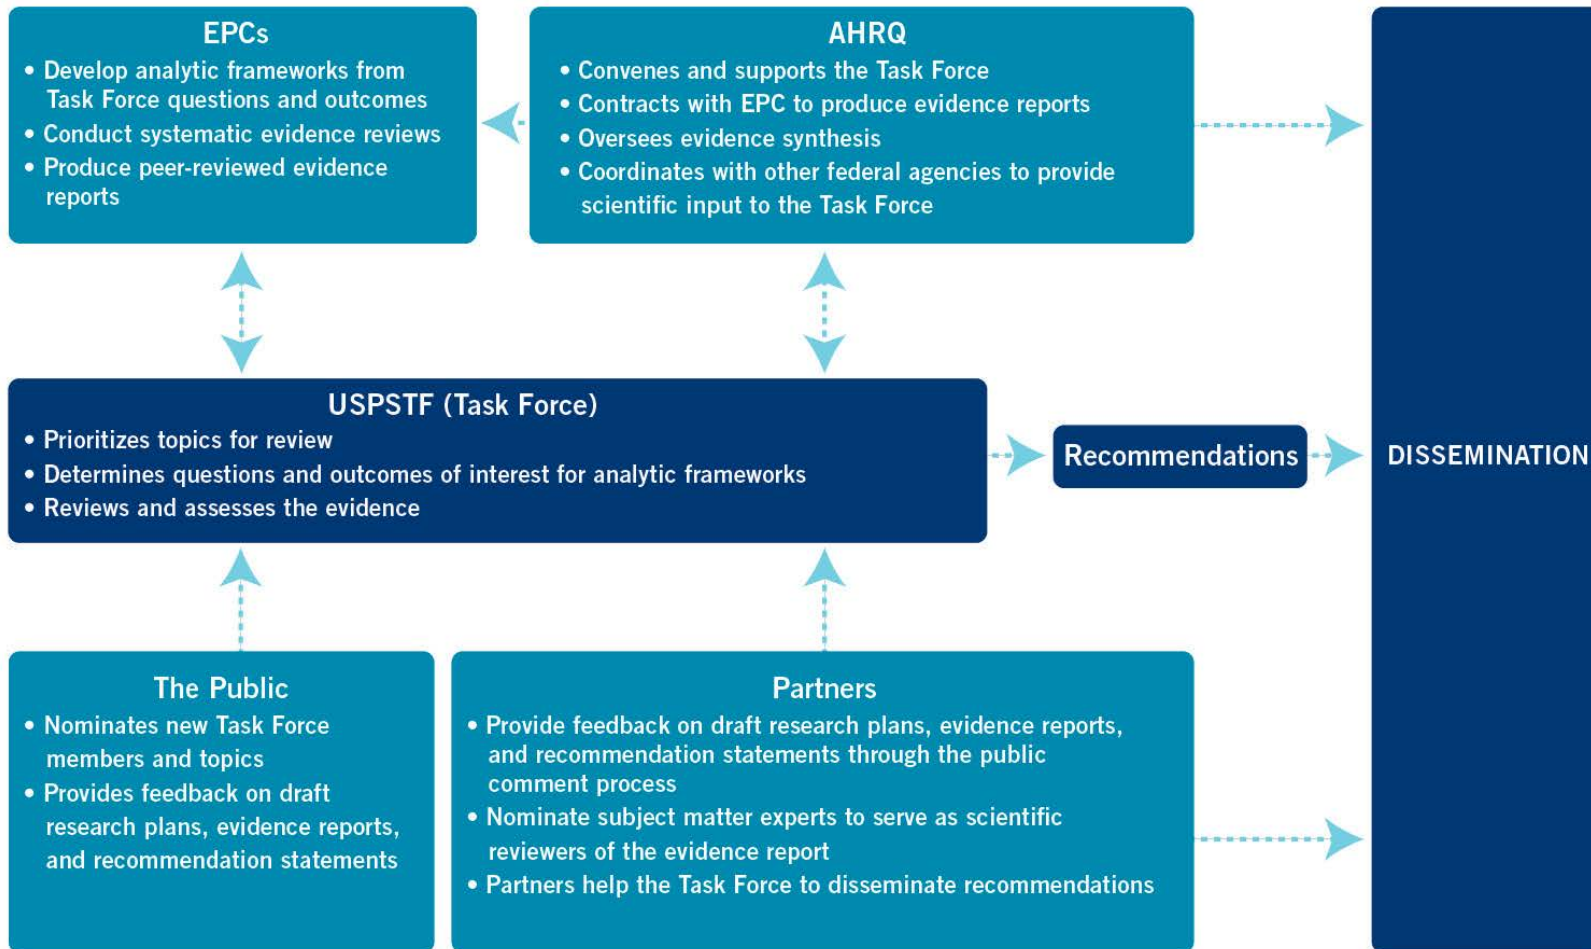 EPCs
• Develop analytic frameworks from
Task Force questions and outcomes
• Conduct systematic evidence reviews
• Produce peer-reviewed evidence
reports
AHRQ
• Convenes and supports the Task Force
• Contracts with EPC to produce evidence reports
• Oversees evidence synthesis
• Coordinates with other federal agencies to provide
scientific input to the Task Force
USPSTF (Task Force)
• Prioritizes topics for review
• Determines questions and outcomes of interest for analytic frameworks
• Reviews and assesses the evidence
Recommendations
DISSEMINATION
The Public
• Nominates new Task Force
members and topics
• Provides feedback on draft
research plans, evidence reports,
and recommendation statements
Partners
• Provide feedback on draft research plans, evidence reports,
and recommendation statements through the public
comment process
• Nominate subject matter experts to serve as scientific
reviewers of the evidence report
• Partners help the Task Force to disseminate recommendations